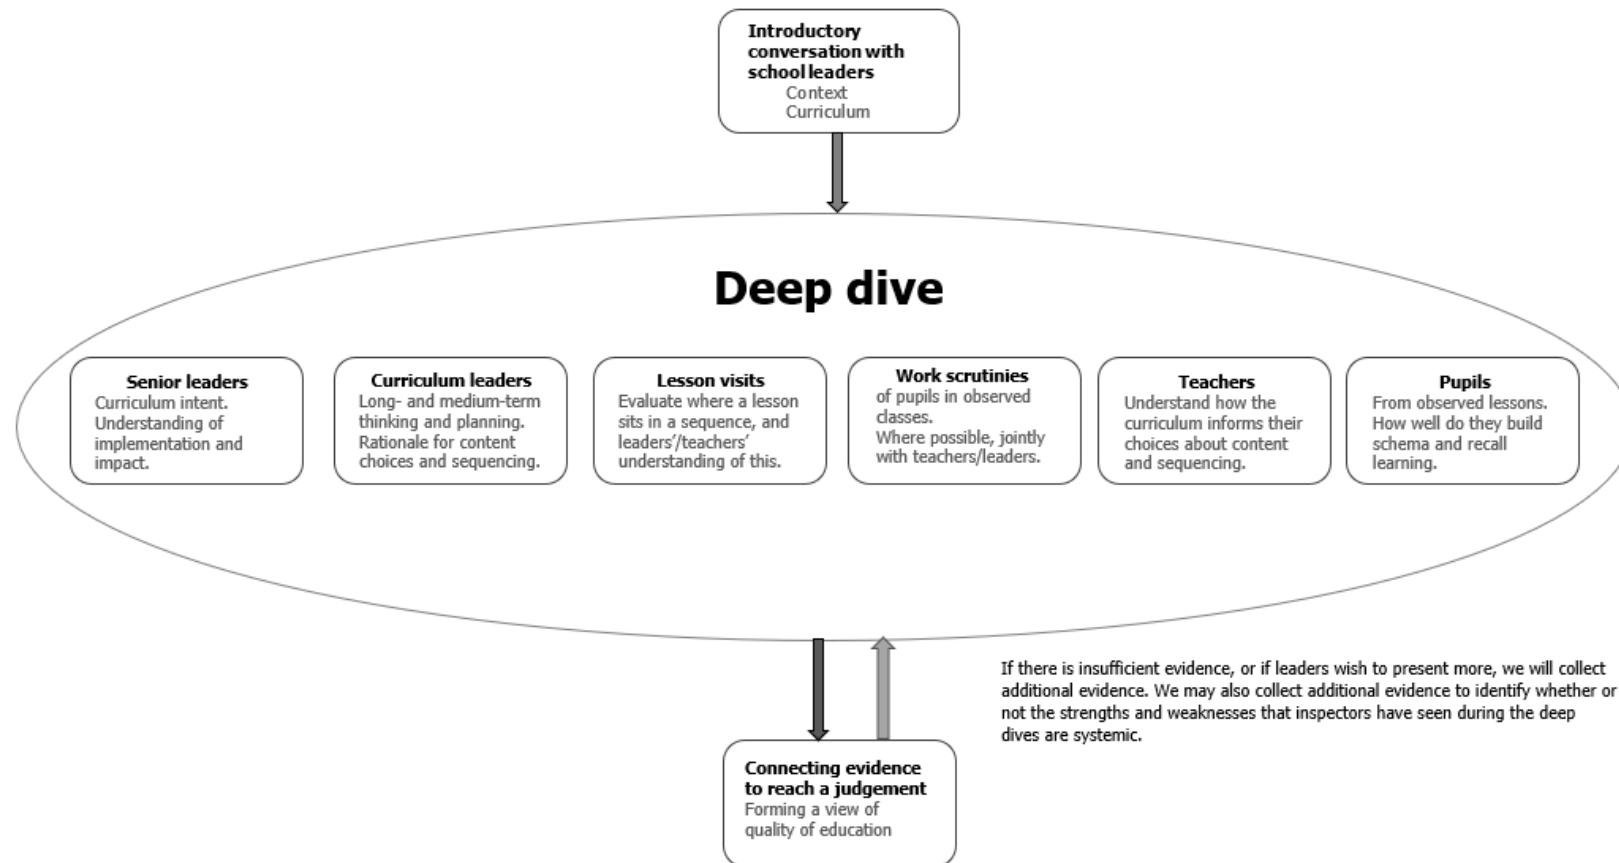 Introductory
conversation with
school leaders
Context
Curriculum
Deep dive
Senior leaders
Curriculum intent.
Understanding of
implementation and
impact.
Curriculum leaders
Long- and medium-term
thinking and planning.
Rationale for content
choices and sequencing.
Lesson visits
Evaluate where a lesson
sits in a sequence, and
leaders’/teachers’
understanding of this.
Work scrutinies
of pupils in observed
classes.
Where possible, jointly
with teachers/leaders.
Teachers
Understand how the
curriculum informs their
choices about content
and sequencing.
Pupils
From observed lessons.
How well do they build
schema and recall
learning.
If there is insufficient evidence, or if leaders wish to present more, we will collect
additional evidence. We may also collect additional evidence to identify whether or
not the strengths and weaknesses that inspectors have seen during the deep
dives are systemic.
Connecting evidence
to reach a judgement
Forming a view of
quality of education